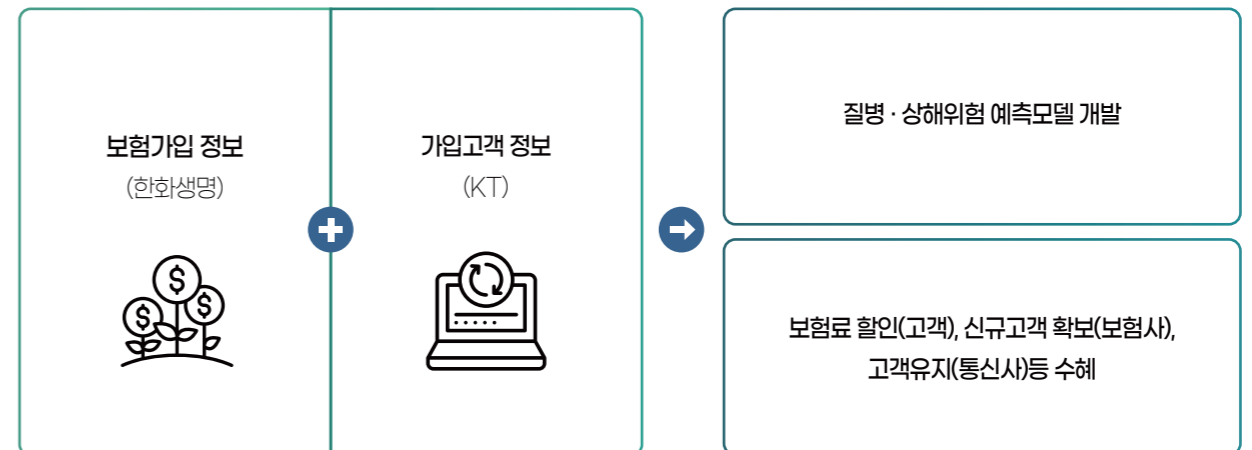 보험가입 정보
(한화생명)
가입고객 정보
(KT)
질병 · 상해위험 예측모델 개발
보험료 할인(고객), 신규고객 확보(보험사),
고객유지(통신사)등 수혜